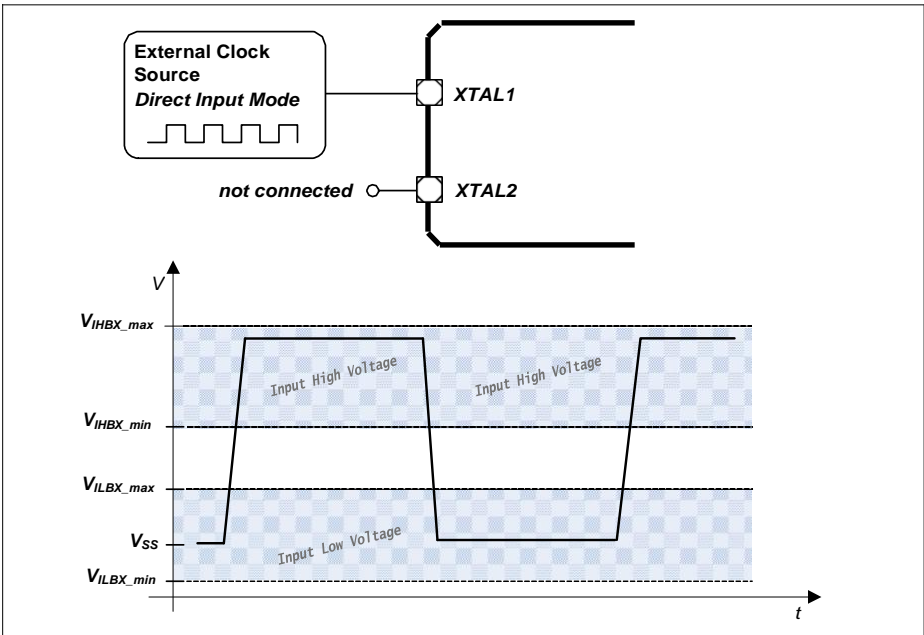 External Clock
Source
Direct Input Mode
XTAL1
not connected
XTAL2
V
VIHBX_max
Input High Voltage
Input High Voltage
VIHBX_min
VILBX_max
VSS
Input Low Voltage
VILBX_min
t